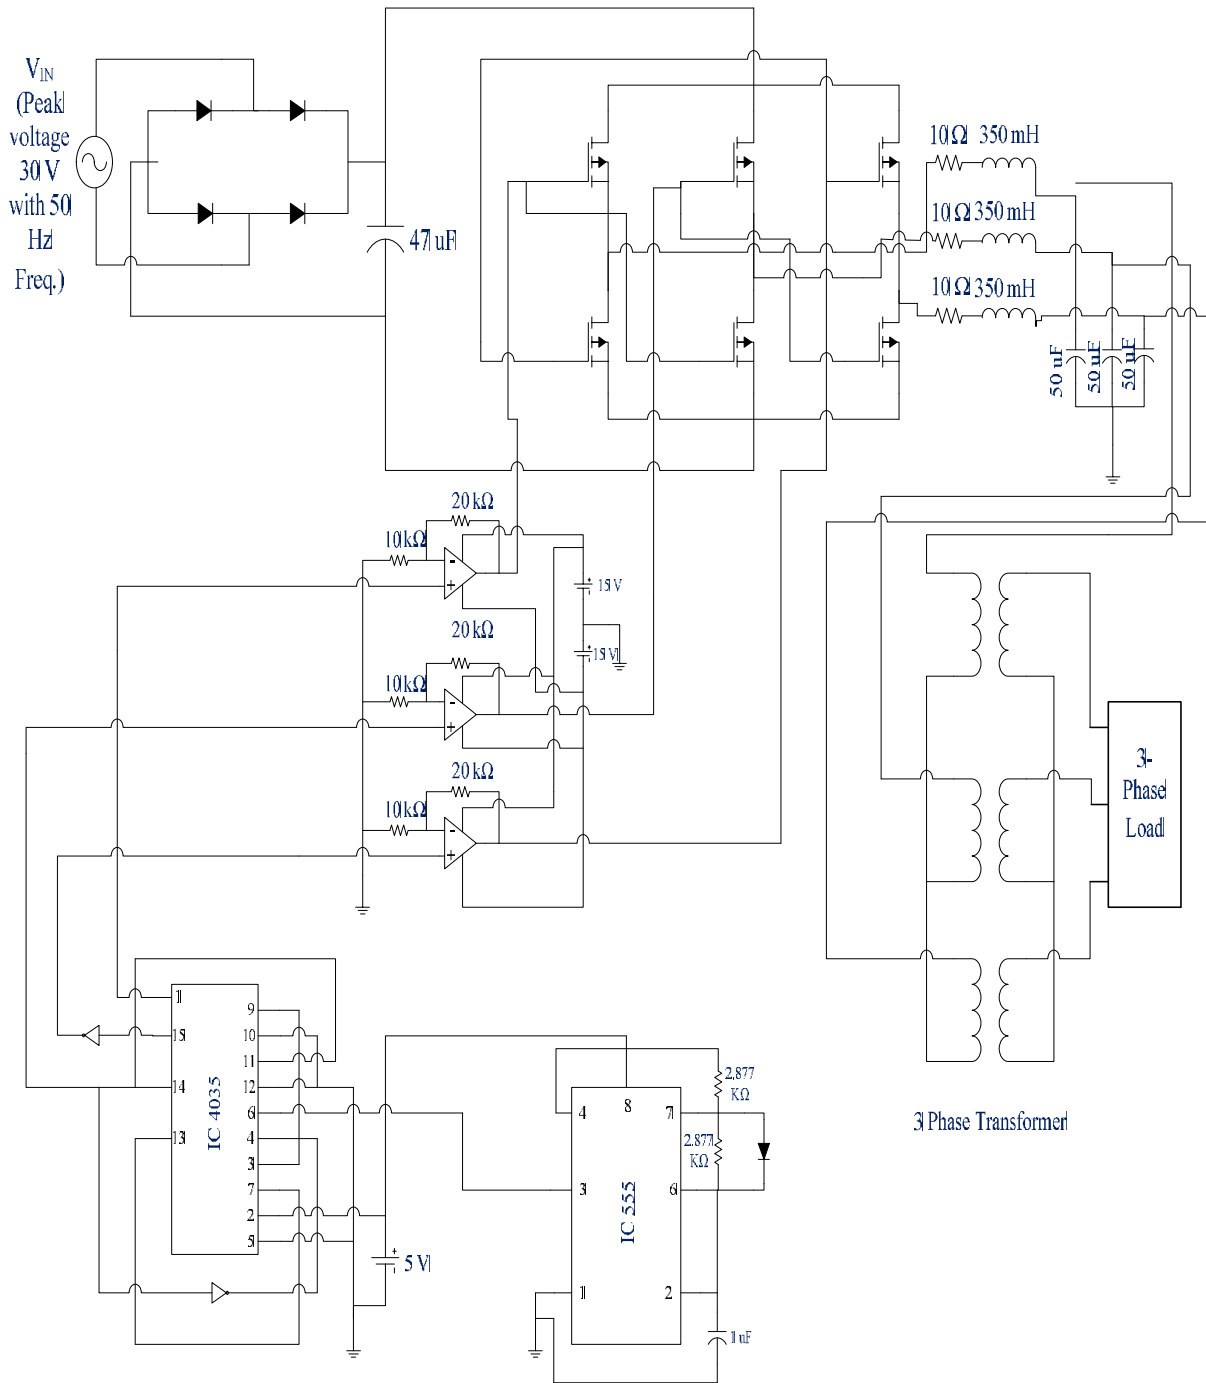 VIN
(Peak
voltage
30 V
with 50
Hz
Freq.)
47 uF
10 Ω 350 mH
10 Ω 350 mH
10 Ω 350 mH
50 uF
50 uF
50 uF
20 kΩ
10 kΩ
-
+
15 V
15 V
20 kΩ
10 kΩ
-
+
20 kΩ
10 kΩ
-
+
3-
Phase
Load
3 Phase Transformer
IC 4035
1
15
14
13
9
10
11
12
6
4
3
7
2
5
5 V
IC 555
4
8
7
3
6
1
2
2.877
KΩ
2.877
KΩ
1 uF